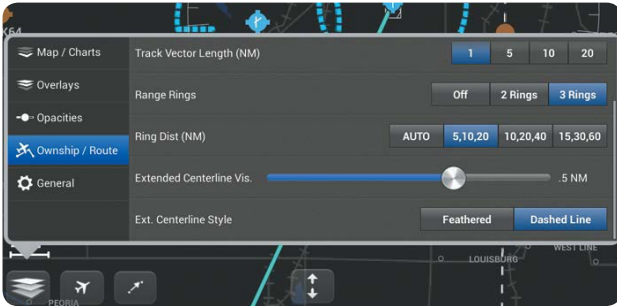 K64
Map / Charts
Track Vector Length (NM) 1 5 10 20
Overlays
Range Rings Off 2 Rings 3 Rings
Opacities
Ring Dist (NM) AUTO 5,10,20 10,20,40 15,30,60
Ownship / Route
General
Extended Centerline Vis. .5 NM
Ext. Centerline Style Feathered Dashed Line
WEST LINE
LOUISBURG
PEORIA